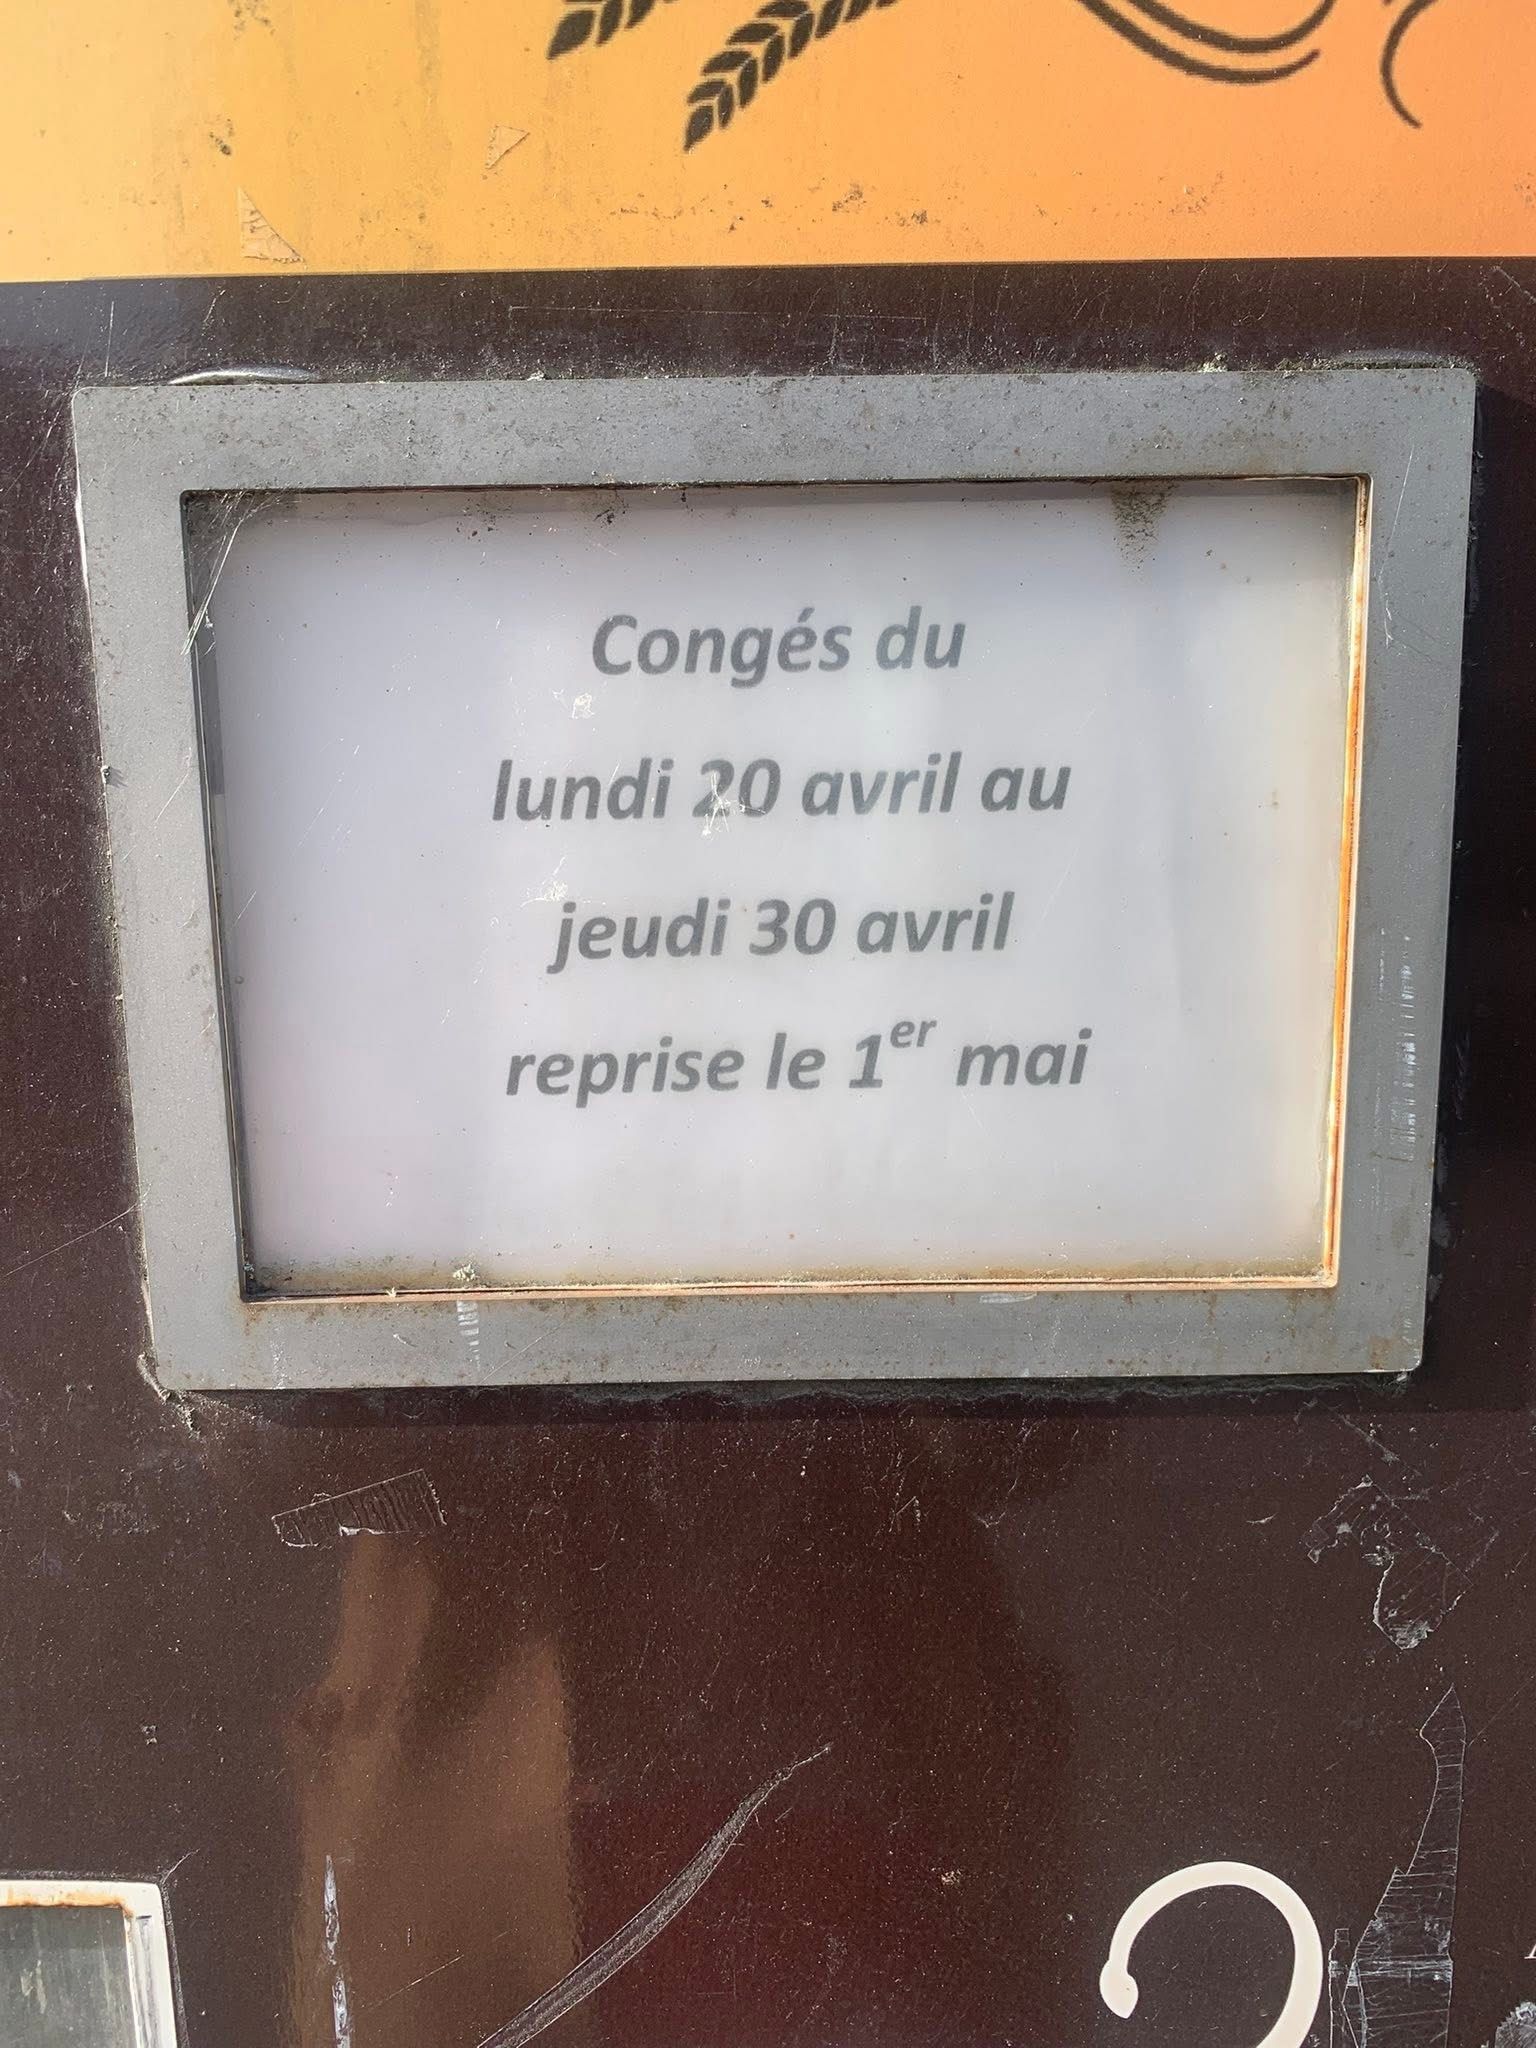 Congés du
lundi 20 avril au
jeudi 30 avril
reprise le 1er mai